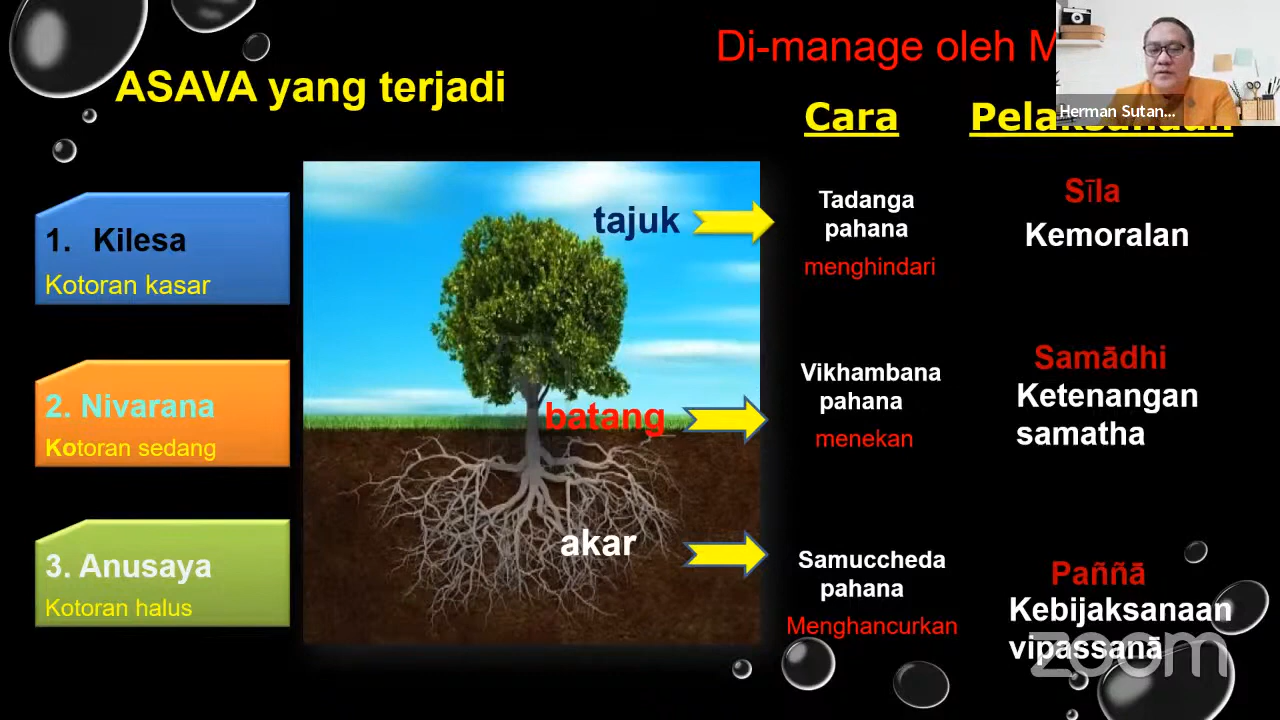 ASAVA yang terjadi
Di-manage oleh
Herman Sutan...
Cara
Pelaksanaan
1. Kilesa
Kotoran kasar
tajuk
Tadanga
pahana
menghindari
Sīla
Kemoralan
2. Nivarana
Kotoran sedang
batang
Vikhambana
pahana
menekan
Samādhi
Ketenangan
samatha
3. Anusaya
Kotoran halus
akar
Samuccheda
pahana
Menghancurkan
Paññā
Kebijaksanaan
vipassanā
zoom